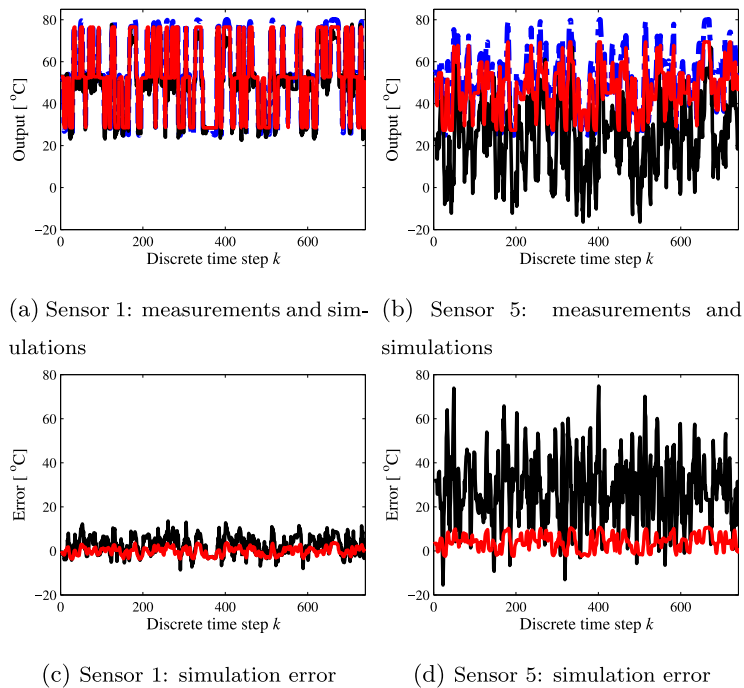 80
60
40
20
0
−20
Output [ °C]
0
200
400
600
Discrete time step k
80
60
40
20
0
−20
Output [ °C]
0
200
400
600
Discrete time step k
(a) Sensor 1: measurements and sim-
ulations
(b) Sensor 5: measurements and
simulations
80
60
40
20
0
−20
Error [ °C]
0
200
400
600
Discrete time step k
80
60
40
20
0
−20
Error [ °C]
0
200
400
600
Discrete time step k
(c) Sensor 1: simulation error
(d) Sensor 5: simulation error